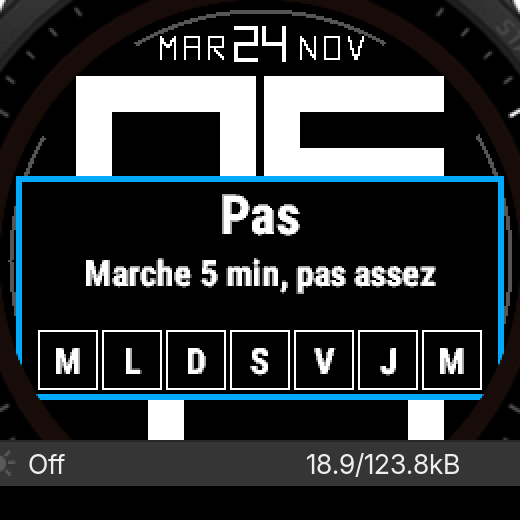 MAR 24 NOV
Pas
Marche 5 min, pas assez
M L D S V J M
Off 18.9/123.8kB